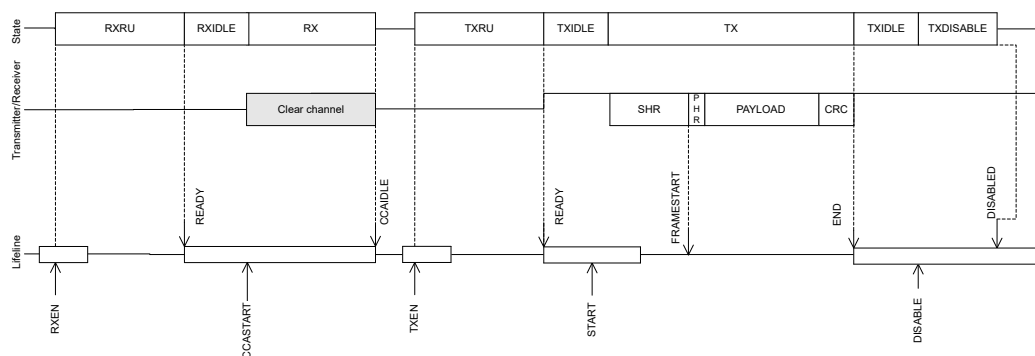 State
RXRU
RXIDLE
RX
TXRU
TXIDLE
TX
TXIDLE
TXDISABLE
Transmitter/Receiver
Clear channel
SHR
PHR
PAYLOAD
CRC
READY
CCAIDLE
READY
FRAMESTART
END
DISABLED
Lifeline
RXEN
CCASTART
TXEN
START
DISABLE